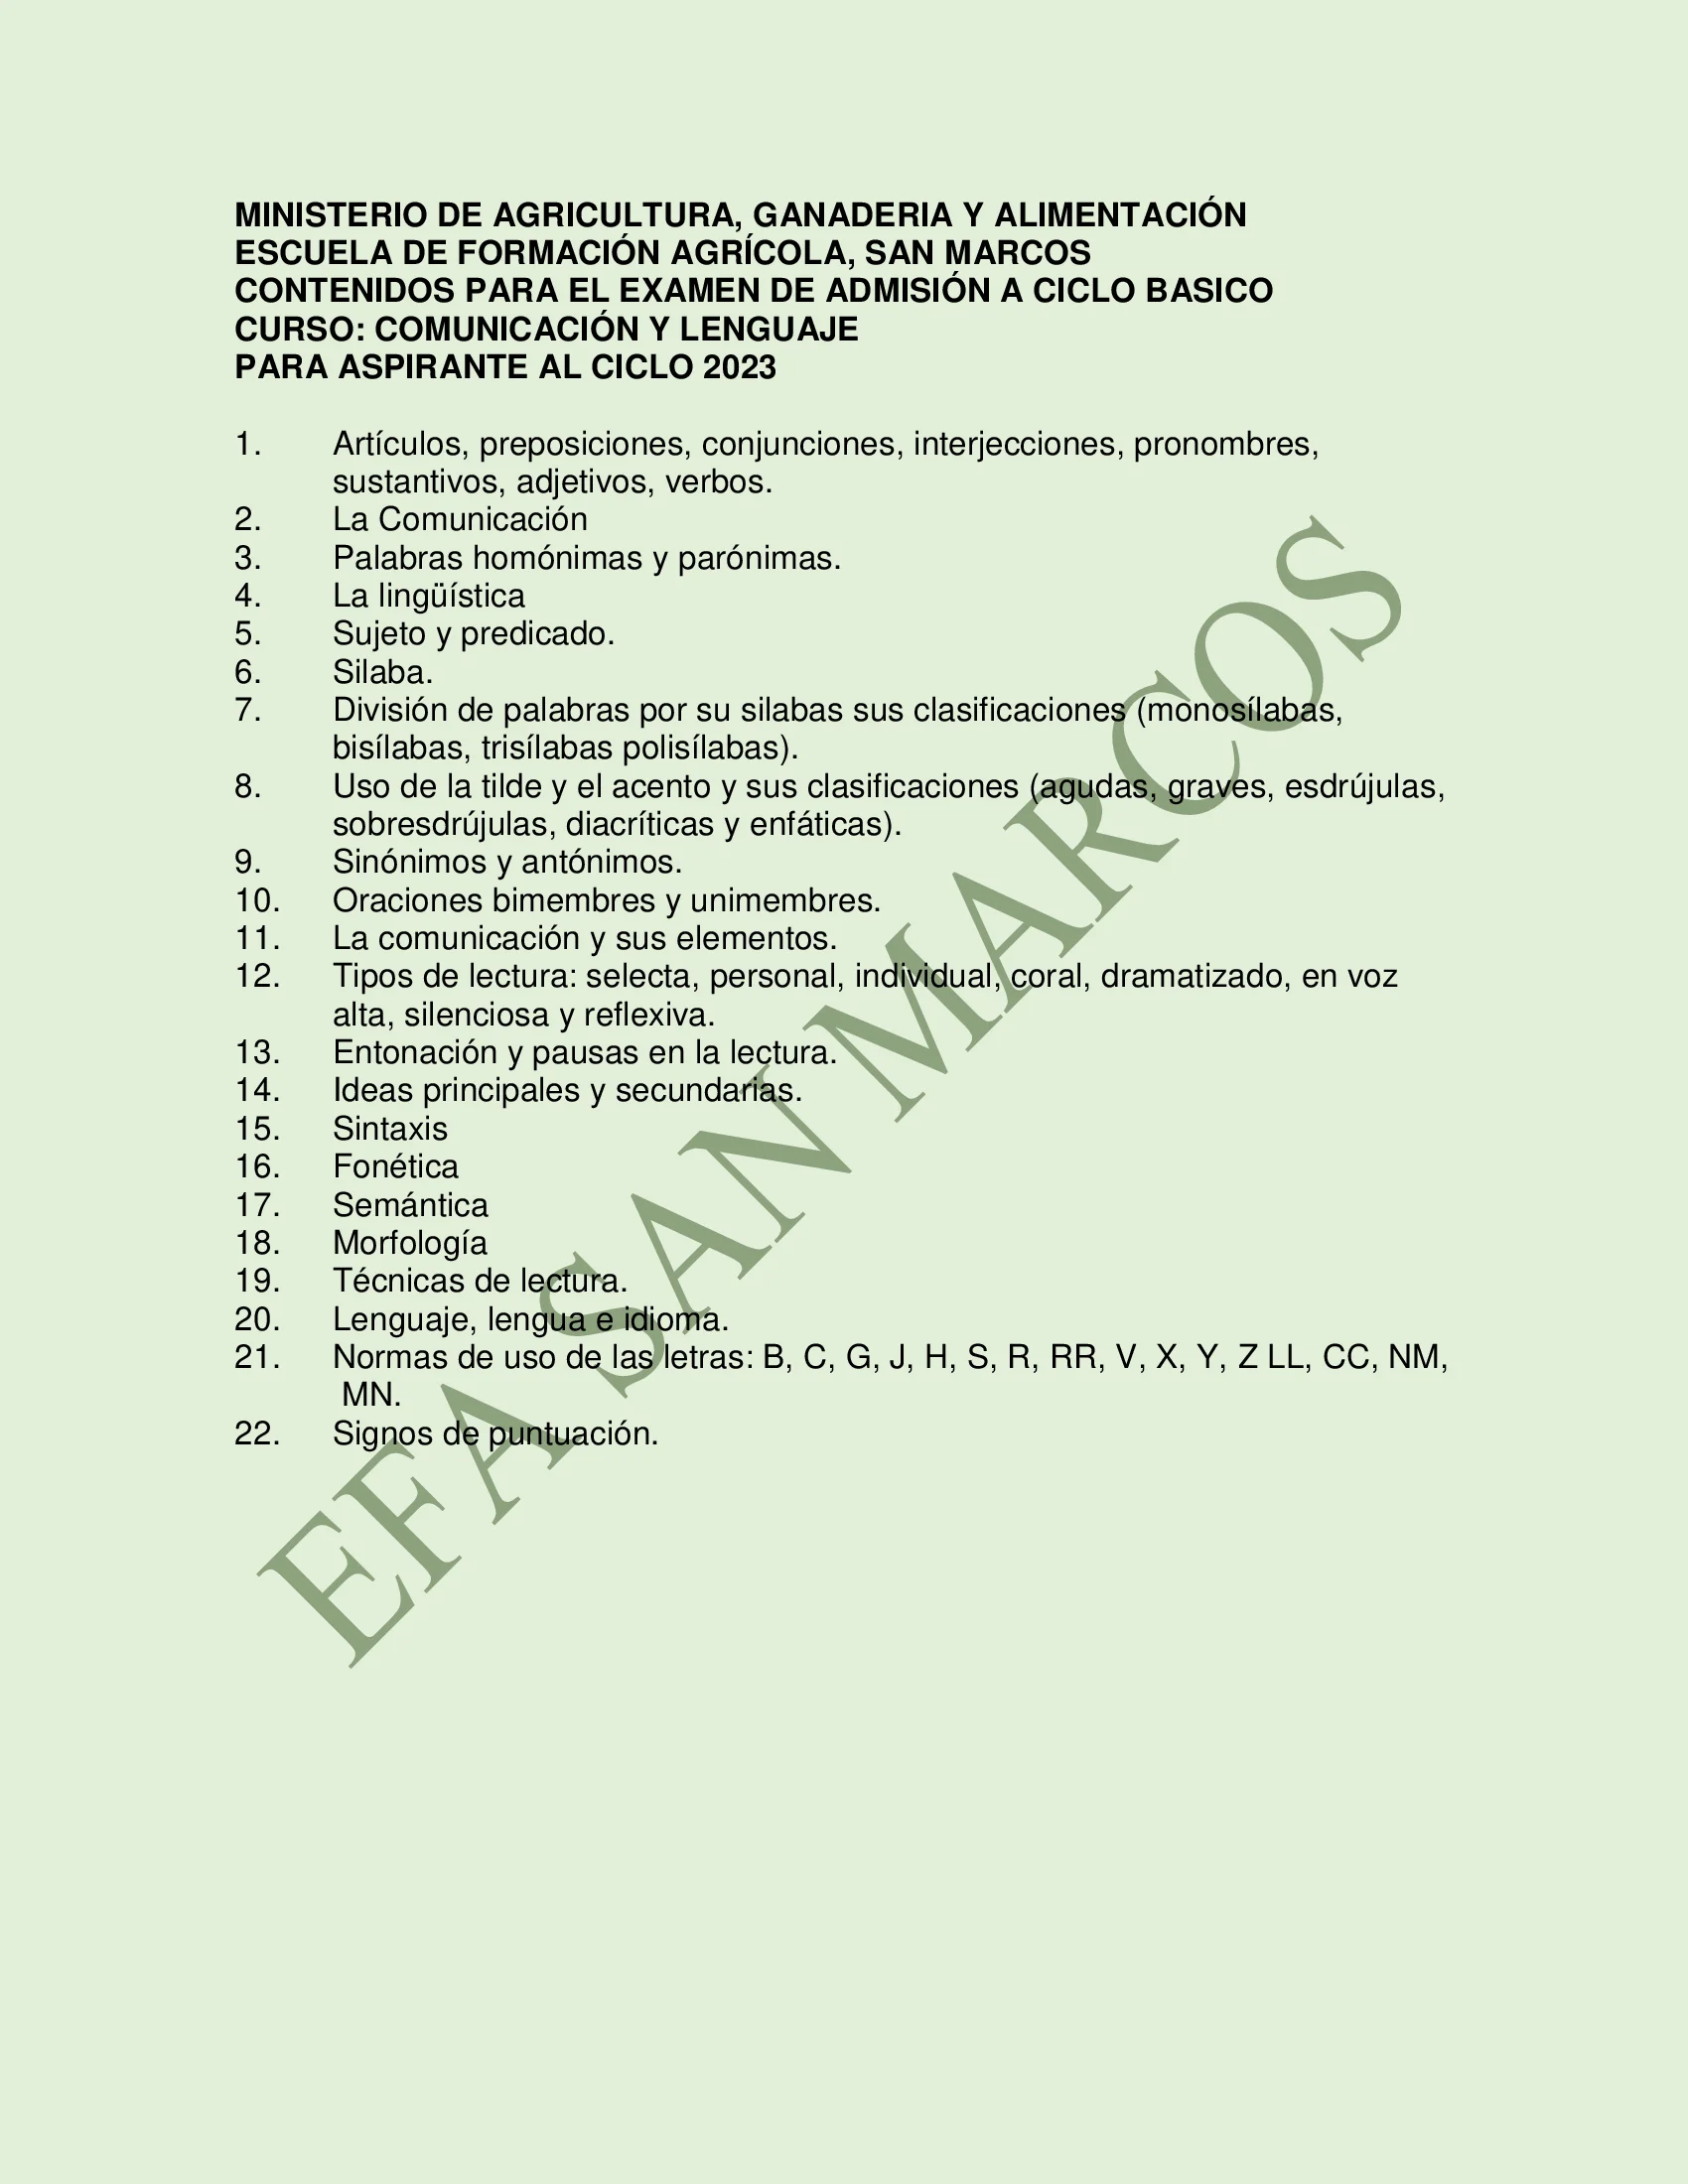 MINISTERIO DE AGRICULTURA, GANADERIA Y ALIMENTACIÓN
ESCUELA DE FORMACIÓN AGRÍCOLA, SAN MARCOS
CONTENIDOS PARA EL EXAMEN DE ADMISIÓN A CICLO BASICO
CURSO: COMUNICACIÓN Y LENGUAJE
PARA ASPIRANTE AL CICLO 2023
1. Artículos, preposiciones, conjunciones, interjecciones, pronombres,
sustantivos, adjetivos, verbos.
2. La Comunicación
3. Palabras homónimas y parónimas.
4. La lingüística
5. Sujeto y predicado.
6. Silaba.
7. División de palabras por su silabas sus clasificaciones (monosílabas,
bisílabas, trisílabas polisílabas).
8. Uso de la tilde y el acento y sus clasificaciones (agudas, graves, esdrújulas,
sobresdrújulas, diacríticas y enfáticas).
9. Sinónimos y antónimos.
10. Oraciones bimembres y unimembres.
11. La comunicación y sus elementos.
12. Tipos de lectura: selecta, personal, individual, coral, dramatizado, en voz
alta, silenciosa y reflexiva.
13. Entonación y pausas en la lectura.
14. Ideas principales y secundarias.
15. Sintaxis
16. Fonética
17. Semántica
18. Morfología
19. Técnicas de lectura.
20. Lenguaje, lengua e idioma.
21. Normas de uso de las letras: B, C, G, J, H, S, R, RR, V, X, Y, Z LL, CC, NM,
MN.
22. Signos de puntuación.
EFA SAN MARCOS